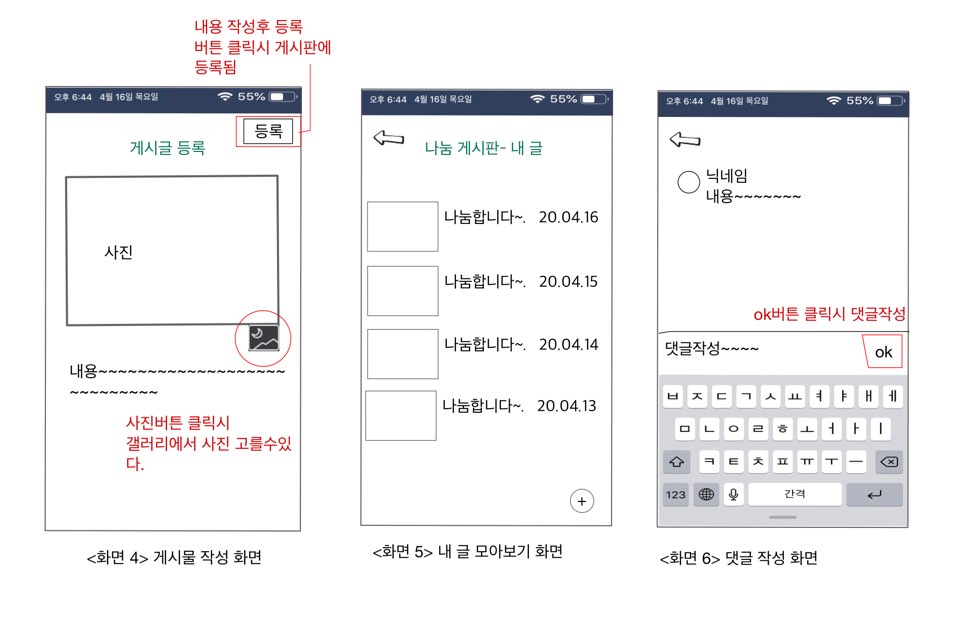 내용 작성후 등록
버튼 클릭시 게시판에
등록됨
오후 6:44 4월 16일 목요일 55%
등록
게시글 등록
사진
내용~~~~~~~~~~~~~~~~~~~
~~~~~~~~~
사진버튼 클릭시
갤러리에서 사진 고를수있
다.
<화면 4> 게시물 작성 화면
오후 6:44 4월 16일 목요일 55%
나눔 게시판- 내 글
나눔합니다~. 20.04.16
나눔합니다~. 20.04.15
나눔합니다~. 20.04.14
나눔합니다~. 20.04.13
+
<화면 5> 내 글 모아보기 화면
오후 6:44 4월 16일 목요일 55%
닉네임
내용~~~~~~~
ok버튼 클릭시 댓글작성
댓글작성~~~~ ok
ㅂ ㅈ ㄷ ㄱ ㅅ ㅛ ㅕ ㅑ ㅐ ㅔ
ㅁ ㄴ ㅇ ㄹ ㅎ ㅗ ㅓ ㅏ ㅣ
ㅋ ㅌ ㅊ ㅍ ㅠ ㅜ ㅡ
123 간격
<화면 6> 댓글 작성 화면